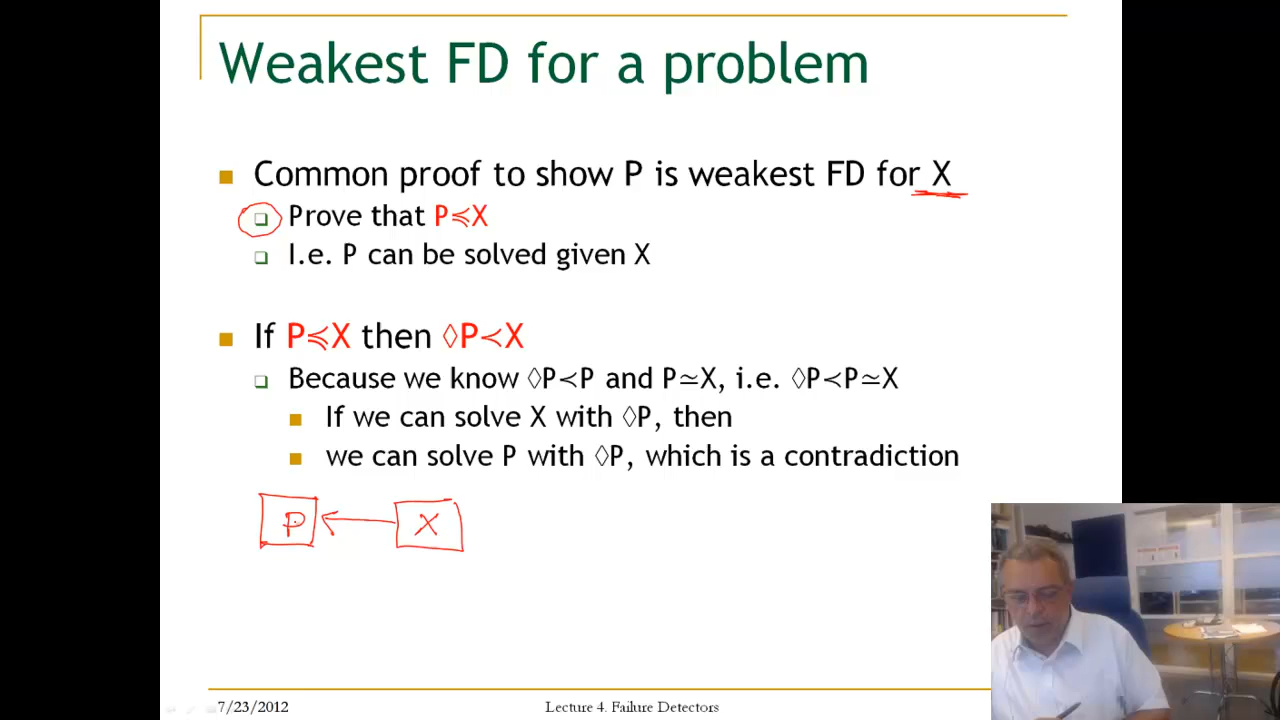 Weakest FD for a problem
Common proof to show P is weakest FD for X
Prove that P≼X
I.e. P can be solved given X
If P≼X then ◊P≺X
Because we know ◊P≺P and P≃X, i.e. ◊P≺P≃X
If we can solve X with ◊P, then
we can solve P with ◊P, which is a contradiction
P X
7/23/2012 Lecture 4. Failure Detectors